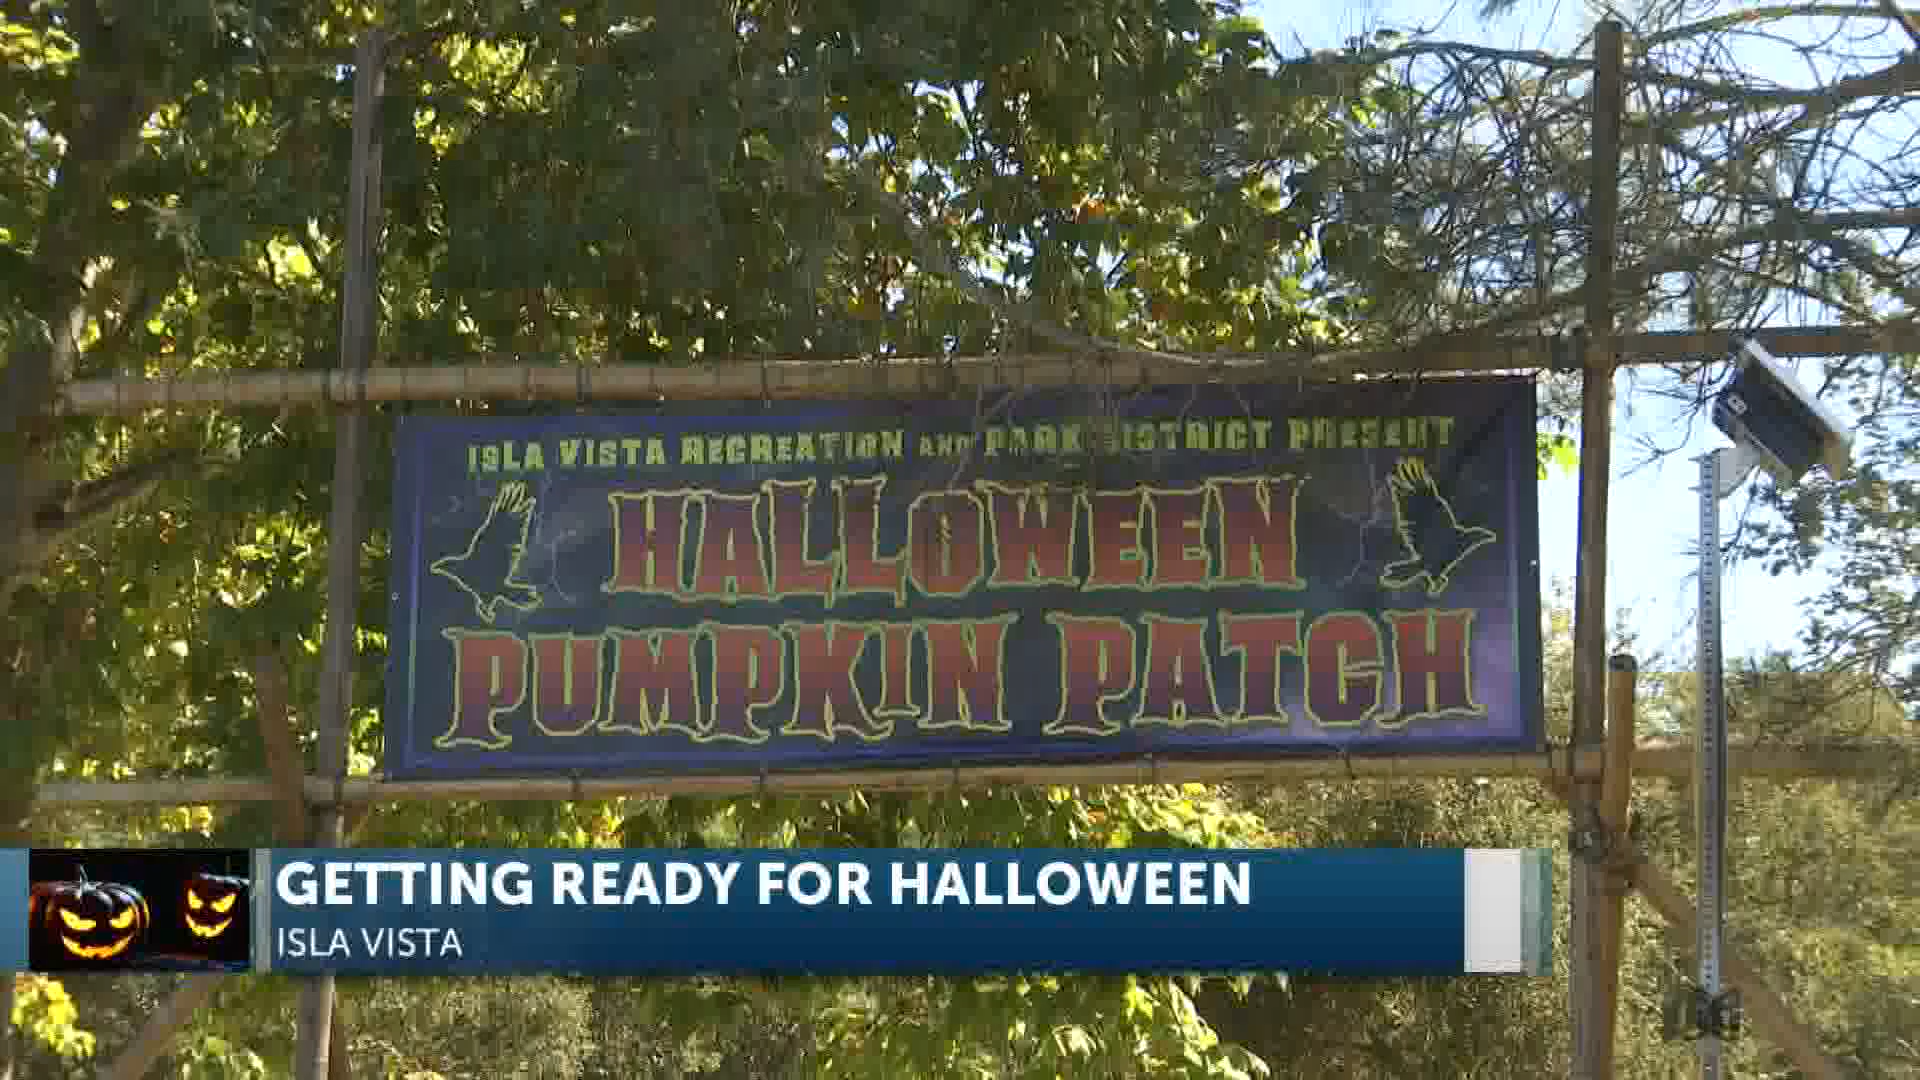 ISLA VISTA RECREATION AND PARK DISTRICT PRESENT
HALLOWEEN
PUMPKIN PATCH
GETTING READY FOR HALLOWEEN
ISLA VISTA